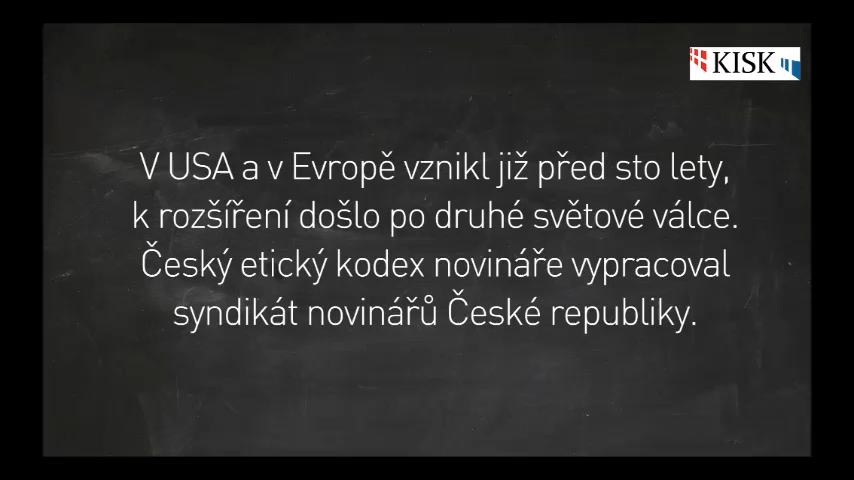 KISK
V USA a v Evropě vznikl již před sto lety,
k rozšíření došlo po druhé světové válce.
Český etický kodex novináře vypracoval
syndikát novinářů České republiky.